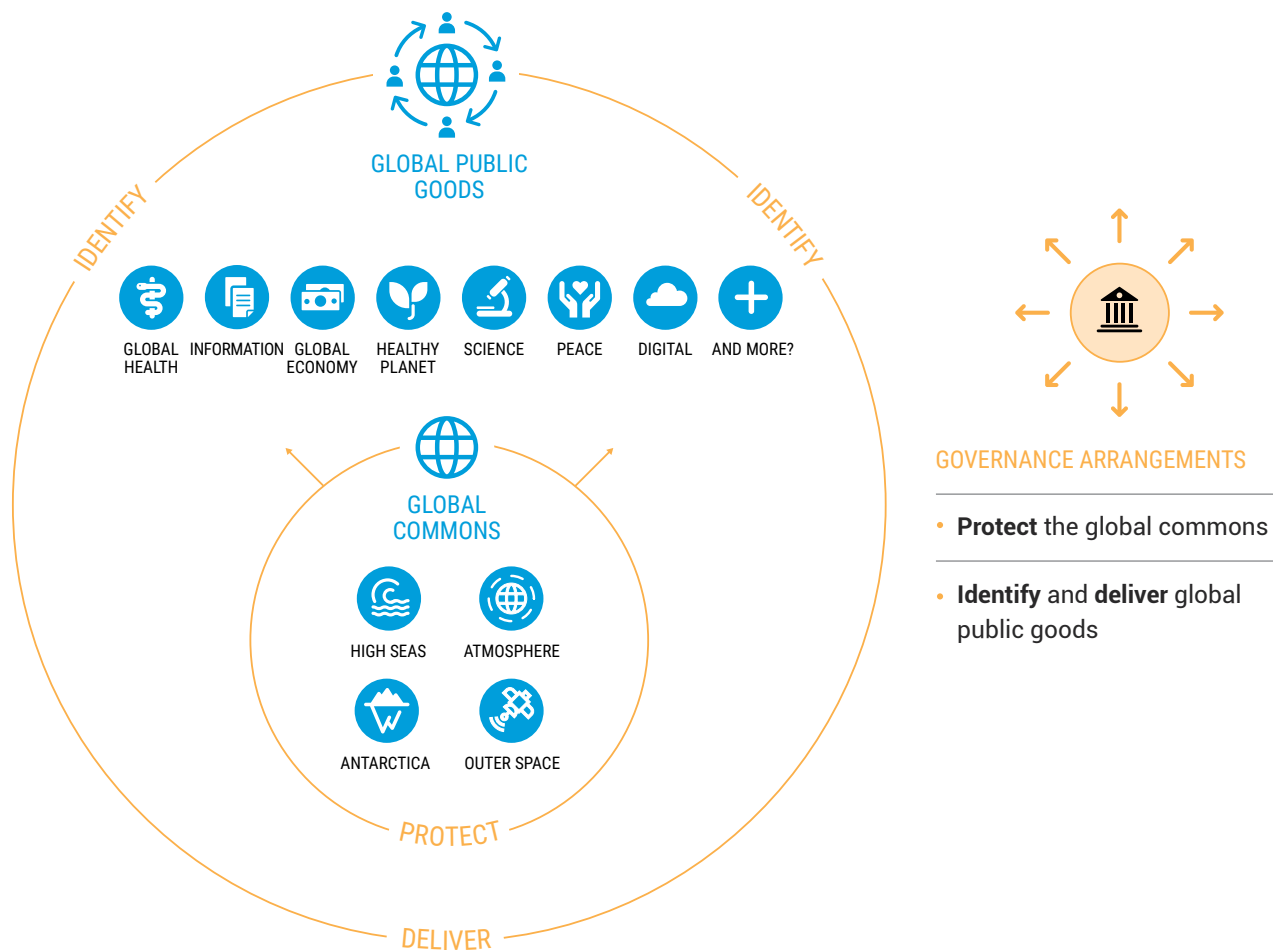 GLOBAL PUBLIC
GOODS
IDENTIFY
IDENTIFY
GLOBAL
HEALTH
INFORMATION
GLOBAL
ECONOMY
HEALTHY
PLANET
SCIENCE
PEACE
DIGITAL
AND MORE?
GLOBAL
COMMONS
HIGH SEAS
ATMOSPHERE
ANTARCTICA
OUTER SPACE
PROTECT
DELIVER
GOVERNANCE ARRANGEMENTS
• Protect the global commons
• Identify and deliver global
public goods